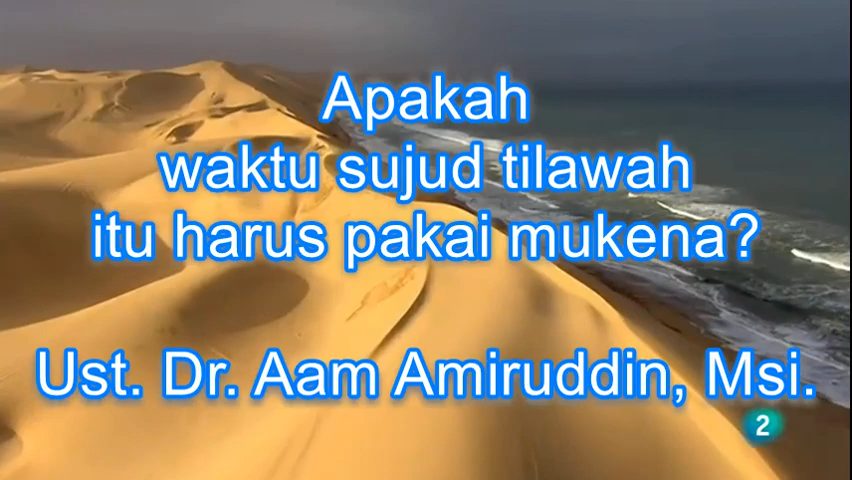 Apakah
waktu sujud tilawah
itu harus pakai mukena?
Ust. Dr. Aam Amiruddin, Msi.
2